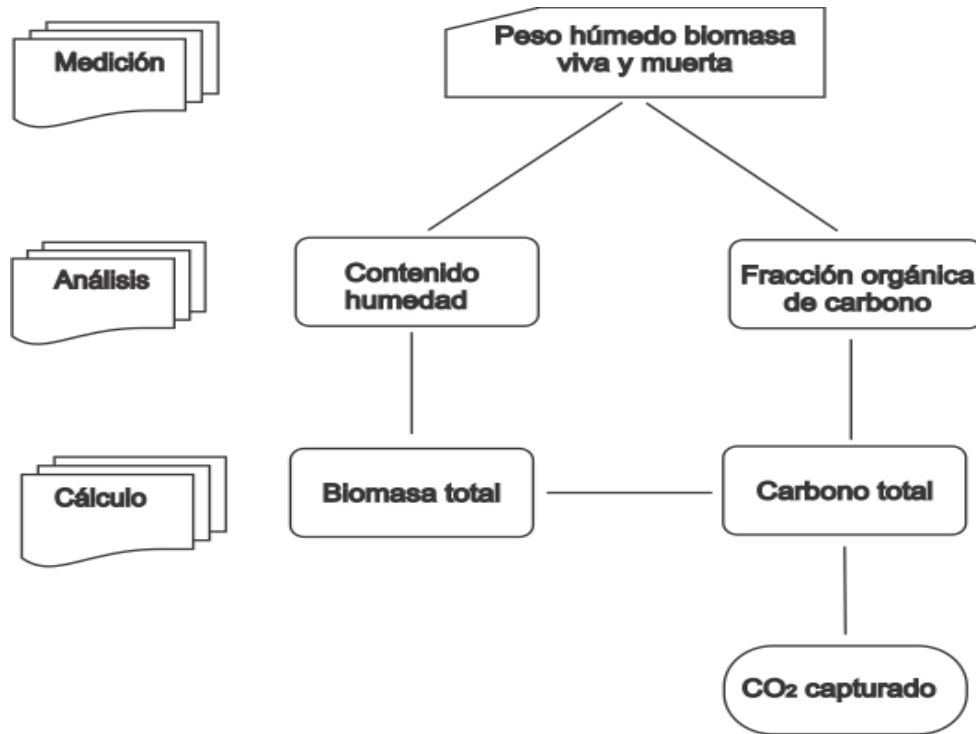 Medición
Peso húmedo biomasa
viva y muerta
Análisis
Contenido
humedad
Fracción orgánica
de carbono
Cálculo
Biomasa total
Carbono total
CO₂ capturado